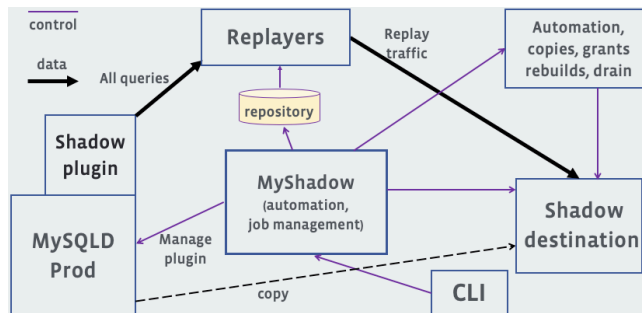 control
data
All queries
Replayers
Replay
traffic
Automation,
copies, grants
rebuilds, drain
repository
Shadow
plugin
MyShadow
(automation,
job management)
MySQLD
Prod
Manage
plugin
Shadow
destination
copy
CLI